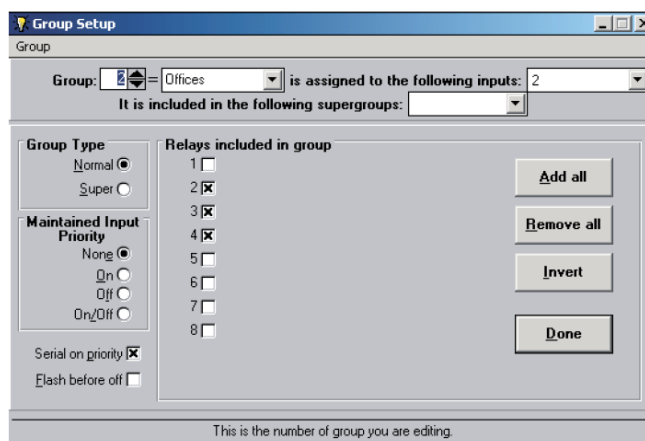 Group Setup
Group
Group: 2 = Offices is assigned to the following inputs: 2
It is included in the following supergroups:
Group Type
Normal
Super
Maintained Input
Priority
None
On
Off
On/Off
Serial on priority
Flash before off
Relays included in group
1
2
3
4
5
6
7
8
Add all
Remove all
Invert
Done
This is the number of group you are editing.